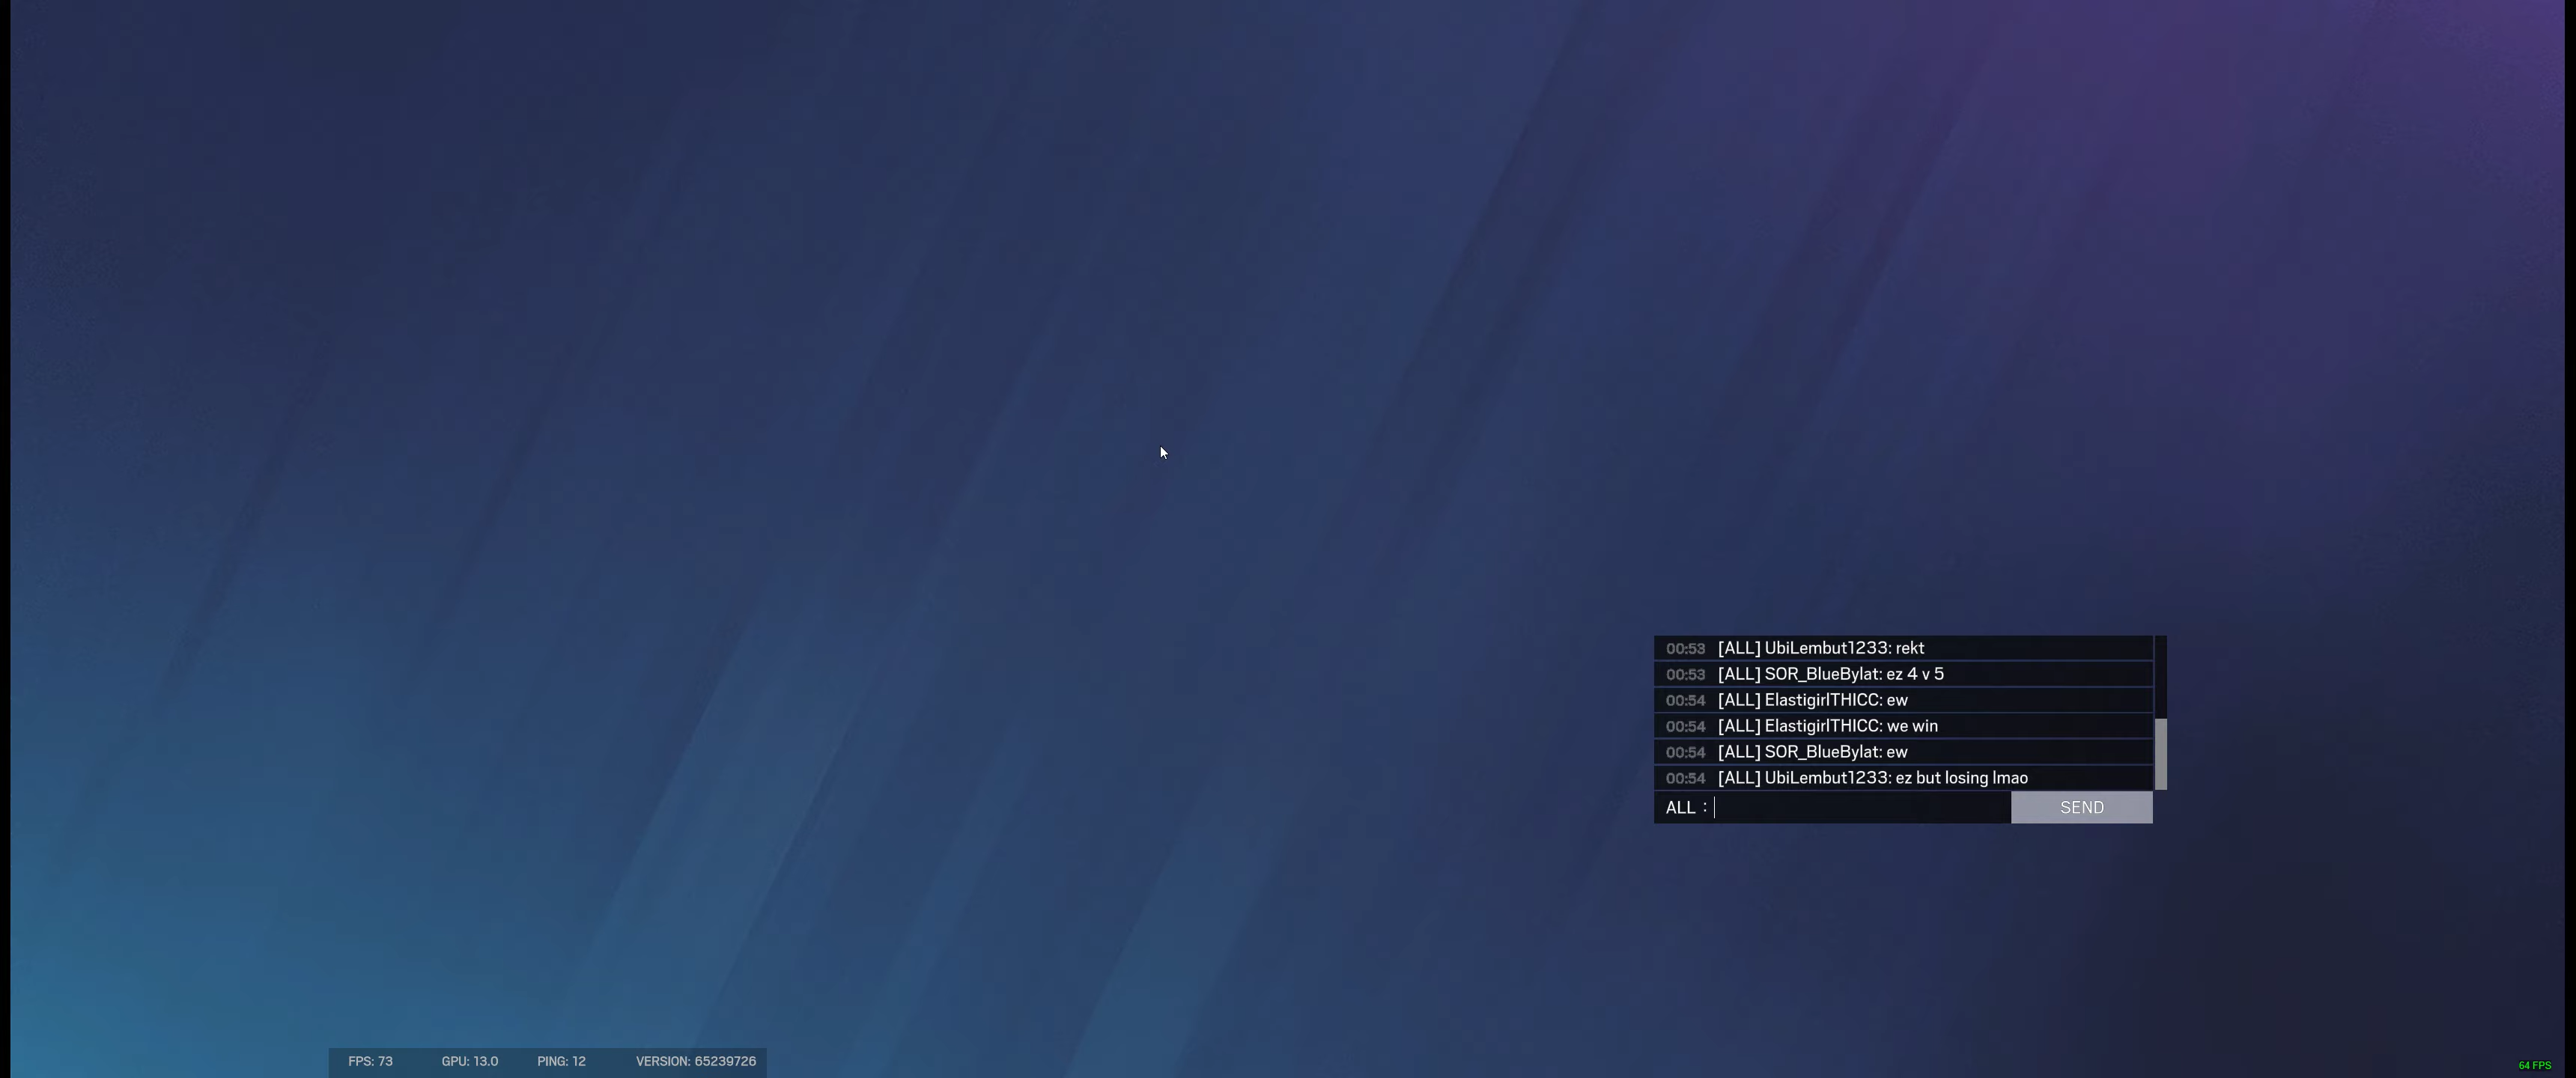 00:53 [ALL] UbiLembut1233: rekt
00:53 [ALL] SOR_BlueBylat: ez 4 v 5
00:54 [ALL] ElastigirlTHICC: ew
00:54 [ALL] ElastigirlTHICC: we win
00:54 [ALL] SOR_BlueBylat: ew
00:54 [ALL] UbiLembut1233: ez but losing lmao
ALL : SEND
FPS: 73 GPU: 13.0 PING: 12 VERSION: 65239726
64 FPS